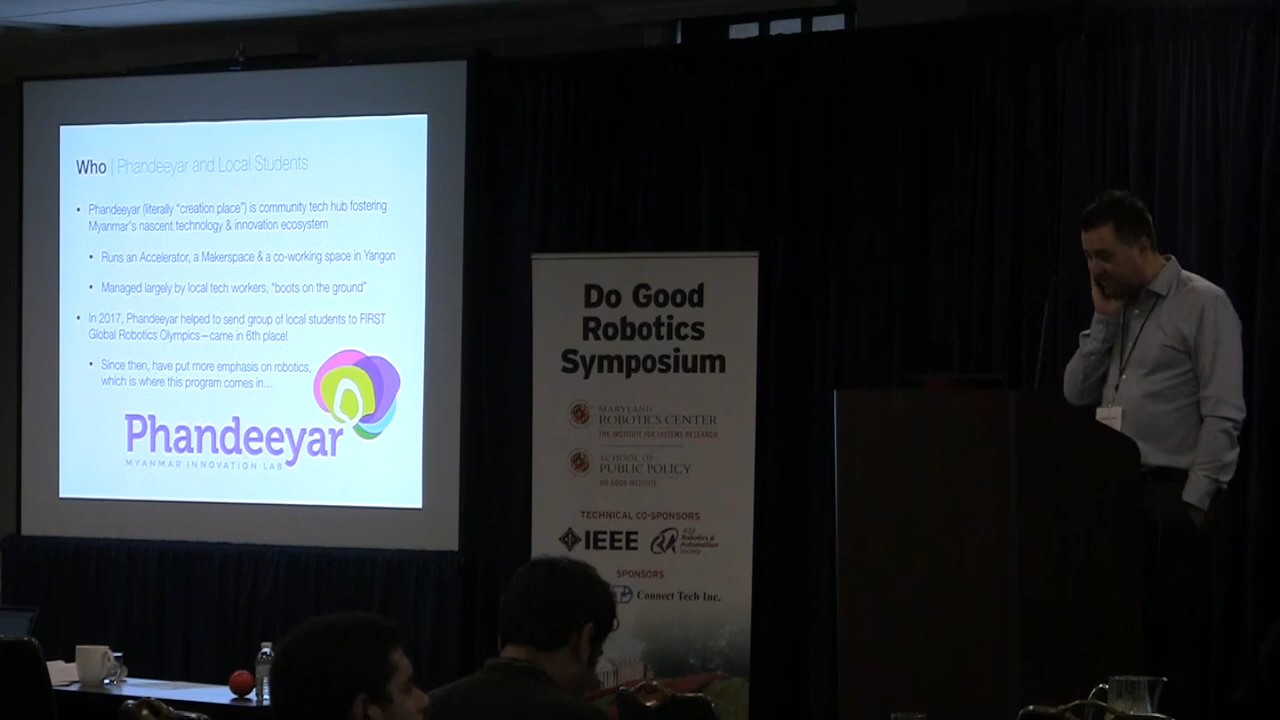 Who | Phandeeyar and Local Students
• Phandeeyar (literally “creation place”) is community tech hub fostering
Myanmar's nascent technology & innovation ecosystem
• Runs an Accelerator, a Makerspace & a co-working space in Yangon
• Managed largely by local tech workers, “boots on the ground”
• In 2017, Phandeeyar helped to send group of local students to FIRST
Global Robotics Olympics—came in 6th place!
• Since then, have put more emphasis on robotics,
which is where this program comes in…
Phandeeyar
MYANMAR INNOVATION LAB
Do Good
Robotics
Symposium
MARYLAND
ROBOTICS CENTER
THE INSTITUTE FOR SYSTEMS RESEARCH
SCHOOL OF
PUBLIC POLICY
DO GOOD INSTITUTE
TECHNICAL CO-SPONSORS
IEEE
IEEE
Robotics &
Automation
Society
SPONSORS
Connect Tech Inc.